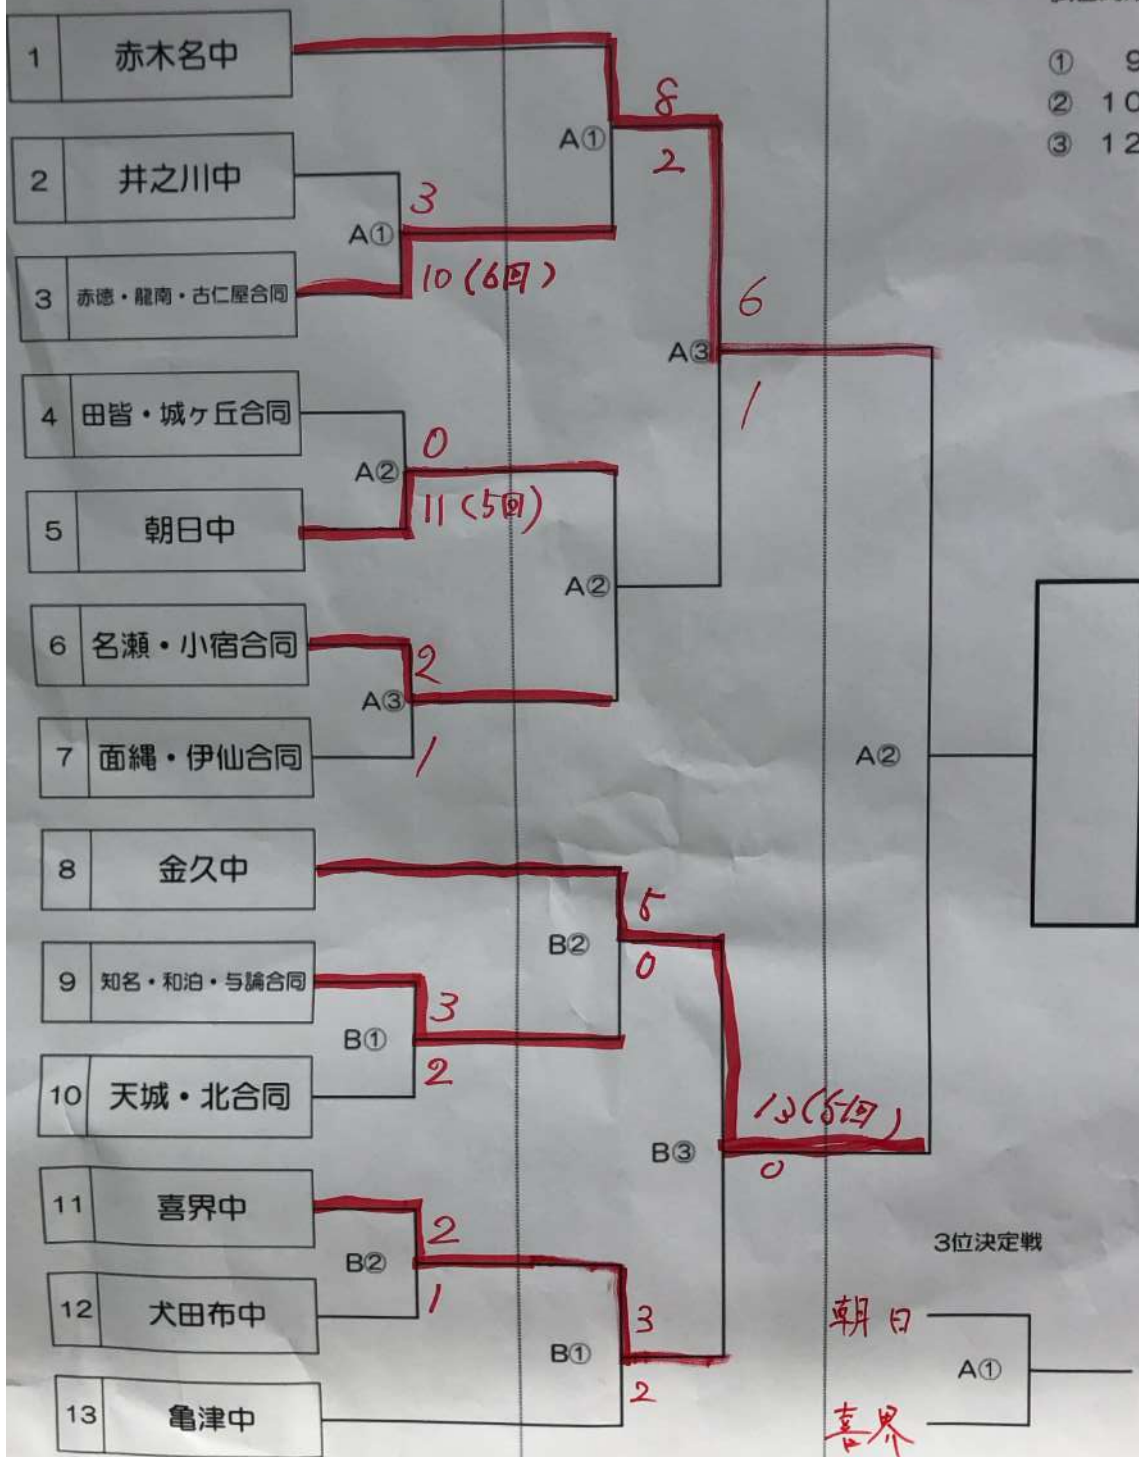 ① 9
1 赤木名中
② 10
8
A①
③ 12
2
2 井之川中
3
A①
10(6回)
3 赤徳・龍南・古仁屋合同
6
A③
1
4 田皆・城ヶ丘合同
0
A②
11(5回)
5 朝日中
A②
6 名瀬・小宿合同
2
A③
1
7 面縄・伊仙合同
A②
8 金久中
5
B②
0
9 知名・和泊・与論合同
3
B①
2
10 天城・北合同
13(5回)
B③
0
11 喜界中
2
B②
1
12 犬田布中
3
B①
2
13 亀津中
3位決定戦
朝日
A①
喜界